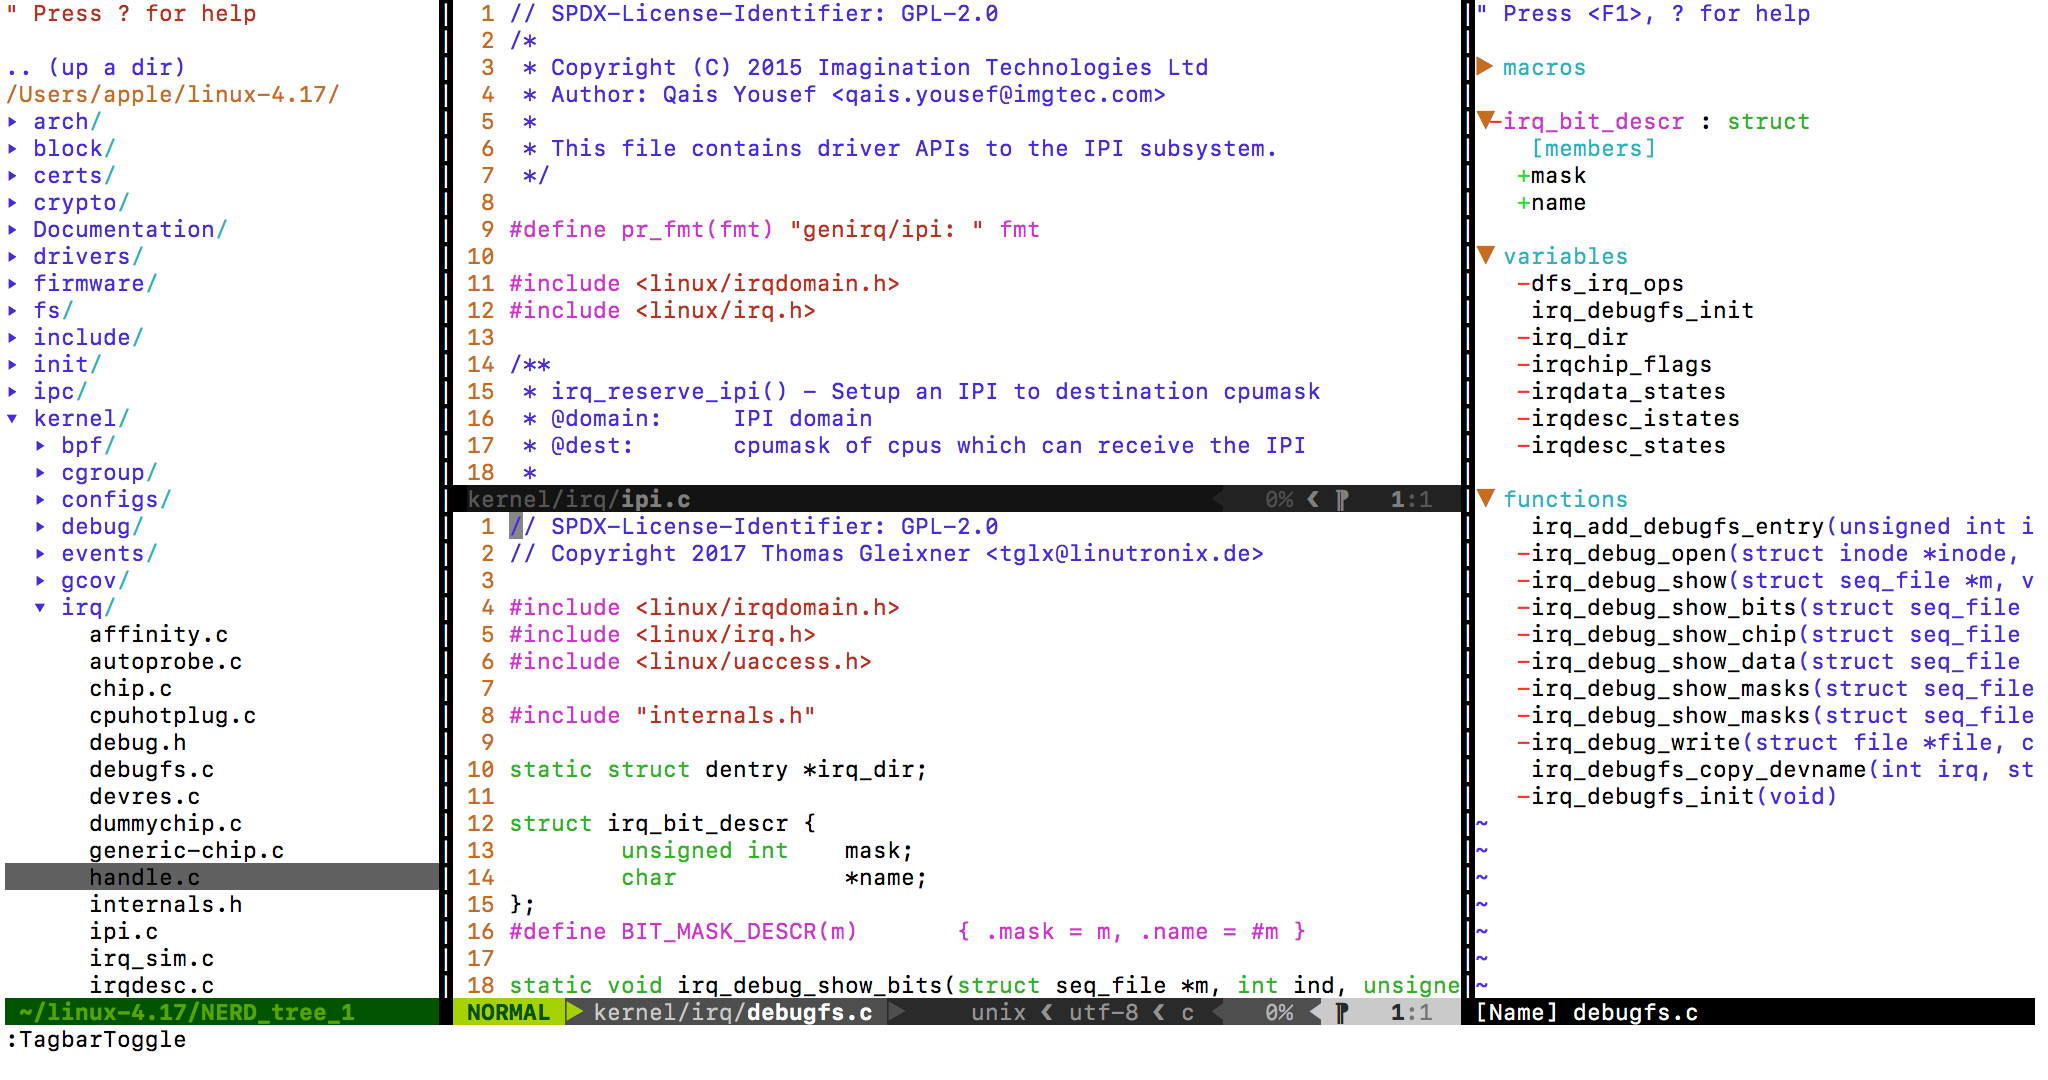 " Press ? for help
.. (up a dir)
/Users/apple/linux-4.17/
▸ arch/
▸ block/
▸ certs/
▸ crypto/
▸ Documentation/
▸ drivers/
▸ firmware/
▸ fs/
▸ include/
▸ init/
▸ ipc/
▾ kernel/
▸ bpf/
▸ cgroup/
▸ configs/
▸ debug/
▸ events/
▸ gcov/
▾ irq/
affinity.c
autoprobe.c
chip.c
cpuhotplug.c
debug.h
debugfs.c
devres.c
dummychip.c
generic-chip.c
handle.c
internals.h
ipi.c
irq_sim.c
irqdesc.c
~/linux-4.17/NERD_tree_1
1 // SPDX-License-Identifier: GPL-2.0
2 /*
3  * Copyright (C) 2015 Imagination Technologies Ltd
4  * Author: Qais Yousef <qais.yousef@imgtec.com>
5  *
6  * This file contains driver APIs to the IPI subsystem.
7  */
8
9 #define pr_fmt(fmt) "genirq/ipi: " fmt
10
11 #include <linux/irqdomain.h>
12 #include <linux/irq.h>
13
14 /**
15  * irq_reserve_ipi() - Setup an IPI to destination cpumask
16  * @domain:     IPI domain
17  * @dest:       cpumask of cpus which can receive the IPI
18  *
kernel/irq/ipi.c 0% ❮ ¶ 1:1
1 // SPDX-License-Identifier: GPL-2.0
2 // Copyright 2017 Thomas Gleixner <tglx@linutronix.de>
3
4 #include <linux/irqdomain.h>
5 #include <linux/irq.h>
6 #include <linux/uaccess.h>
7
8 #include "internals.h"
9
10 static struct dentry *irq_dir;
11
12 struct irq_bit_descr {
13         unsigned int    mask;
14         char            *name;
15 };
16 #define BIT_MASK_DESCR(m)       { .mask = m, .name = #m }
17
18 static void irq_debug_show_bits(struct seq_file *m, int ind, unsigne
NORMAL kernel/irq/debugfs.c unix ❮ utf-8 ❮ c 0% ¶ 1:1
" Press <F1>, ? for help
▶ macros
▼-irq_bit_descr : struct
[members]
+mask
+name
▼ variables
-dfs_irq_ops
irq_debugfs_init
-irq_dir
-irqchip_flags
-irqdata_states
-irqdesc_istates
-irqdesc_states
▼ functions
irq_add_debugfs_entry(unsigned int i
-irq_debug_open(struct inode *inode,
-irq_debug_show(struct seq_file *m, v
-irq_debug_show_bits(struct seq_file
-irq_debug_show_chip(struct seq_file
-irq_debug_show_data(struct seq_file
-irq_debug_show_masks(struct seq_file
-irq_debug_show_masks(struct seq_file
-irq_debug_write(struct file *file, c
irq_debugfs_copy_devname(int irq, st
-irq_debugfs_init(void)
~
~
~
~
~
~
~
[Name] debugfs.c
:TagbarToggle